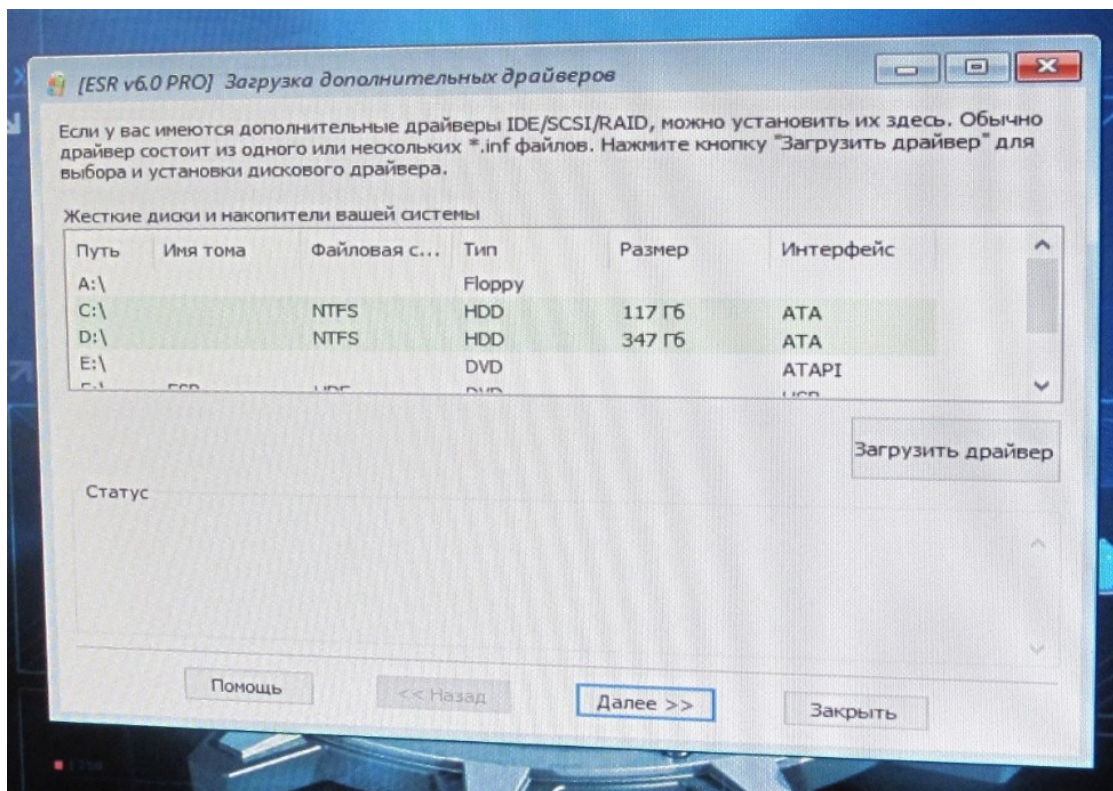 [ESR v6.0 PRO] Загрузка дополнительных драйверов
Если у вас имеются дополнительные драйверы IDE/SCSI/RAID, можно установить их здесь. Обычно
драйвер состоит из одного или нескольких *.inf файлов. Нажмите кнопку "Загрузить драйвер" для
выбора и установки дискового драйвера.
Жесткие диски и накопители вашей системы
Путь Имя тома Файловая с... Тип Размер Интерфейс
A:\ Floppy
C:\ NTFS HDD 117 Гб ATA
D:\ NTFS HDD 347 Гб ATA
E:\ DVD ATAPI
Загрузить драйвер
Статус
Помощь << Назад Далее >> Закрыть